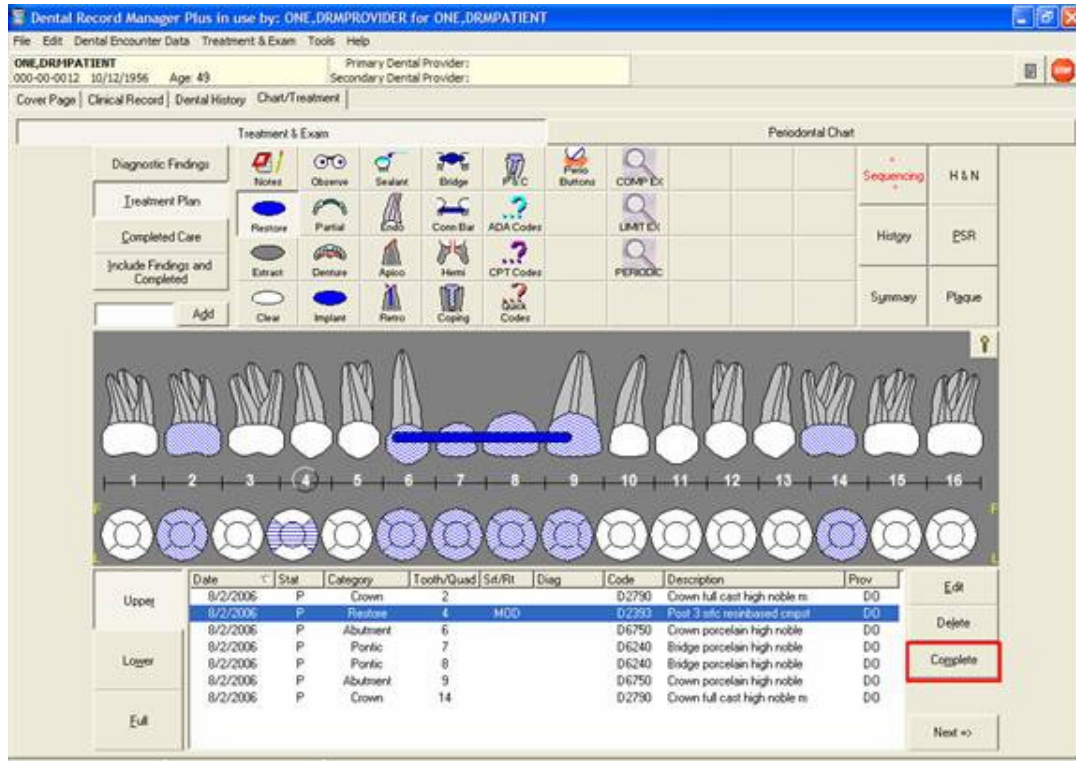 Dental Record Manager Plus in use by: ONE,DRMPROVIDER for ONE,DRMPATIENT
File Edit Dental Encounter Data Treatment & Exam Tools Help
ONE,DRMPATIENT Primary Dental Provider:
000-00-0012 10/12/1956 Age: 49 Secondary Dental Provider:
STOP
Cover Page Clinical Record Dental History Chart/Treatment
Treatment & Exam Periodontal Chart
Diagnostic Findings Notes Observe Sealant Bridge P&C Perio Buttons COMP EX Sequencing H & N
Treatment Plan Restore Partial Endo Conn Bar ADA Codes LIMIT EX
Completed Care History PSR
Include Findings and Completed Extract Denture Apico Hemi CPT Codes PERIODIC
Add Clear Implant Retro Coping Quick Codes Summary Plaque
1 2 3 4 5 6 7 8 9 10 11 12 13 14 15 16
F F
L L
Date Stat Category Tooth/Quad Srf/Rt Diag Code Description Prov
8/2/2006 P Crown 2 D2790 Crown full cast high noble m DO
8/2/2006 P Restore 4 MOD D2393 Post 3 srfc resinbased cmpst DO
8/2/2006 P Abutment 6 D6750 Crown porcelain high noble DO
8/2/2006 P Pontic 7 D6240 Bridge porcelain high noble DO
8/2/2006 P Pontic 8 D6240 Bridge porcelain high noble DO
8/2/2006 P Abutment 9 D6750 Crown porcelain high noble DO
8/2/2006 P Crown 14 D2790 Crown full cast high noble m DO
Upper
Lower
Full
Edit
Delete
Complete
Next =>